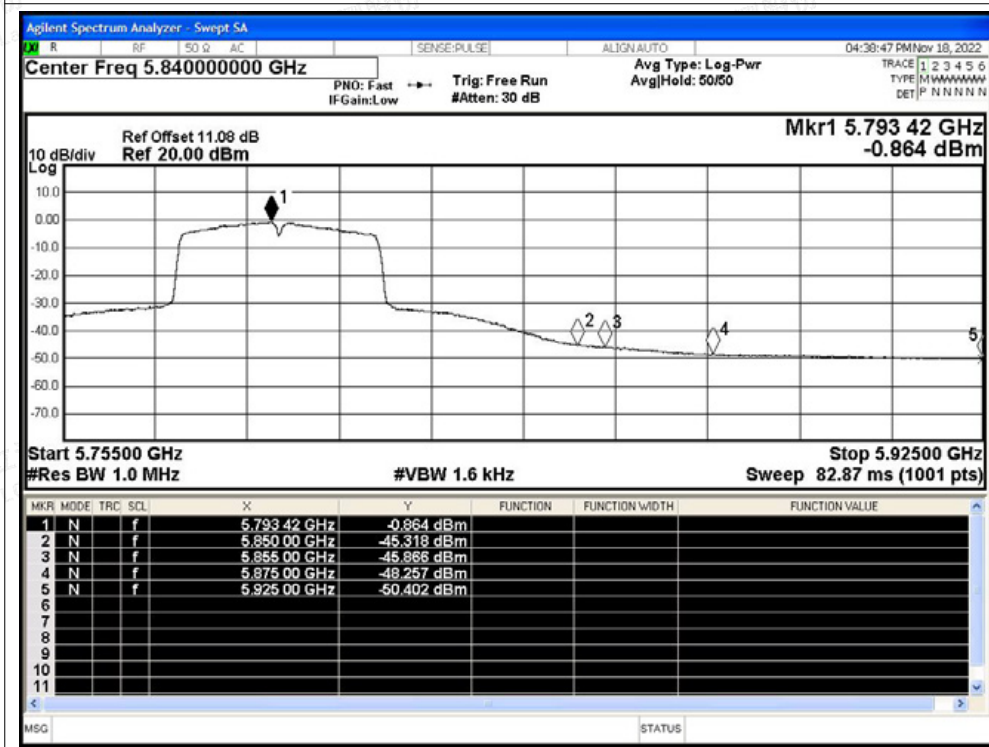 Agilent Spectrum Analyzer - Swept SA
LXI R RF 50 Ω AC SENSE:PULSE ALIGN AUTO 04:38:47 PM Nov 18, 2022
Center Freq 5.840000000 GHz
PNO: Fast
IFGain:Low
Trig: Free Run
#Atten: 30 dB
Avg Type: Log-Pwr
Avg|Hold: 50/50
TRACE 1 2 3 4 5 6
TYPE M WWWWW
DET P N N N N N
Ref Offset 11.08 dB
10 dB/div Ref 20.00 dBm
Log
Mkr1 5.793 42 GHz
-0.864 dBm
10.0
0.00
-10.0
-20.0
-30.0
-40.0
-50.0
-60.0
-70.0
1
2
3
4
5
Start 5.75500 GHz Stop 5.92500 GHz
#Res BW 1.0 MHz #VBW 1.6 kHz Sweep 82.87 ms (1001 pts)
MKR MODE TRC SCL X Y FUNCTION FUNCTION WIDTH FUNCTION VALUE
1 N f 5.793 42 GHz -0.864 dBm
2 N f 5.850 00 GHz -45.318 dBm
3 N f 5.855 00 GHz -45.866 dBm
4 N f 5.875 00 GHz -48.257 dBm
5 N f 5.925 00 GHz -50.402 dBm
6
7
8
9
10
11
MSG STATUS